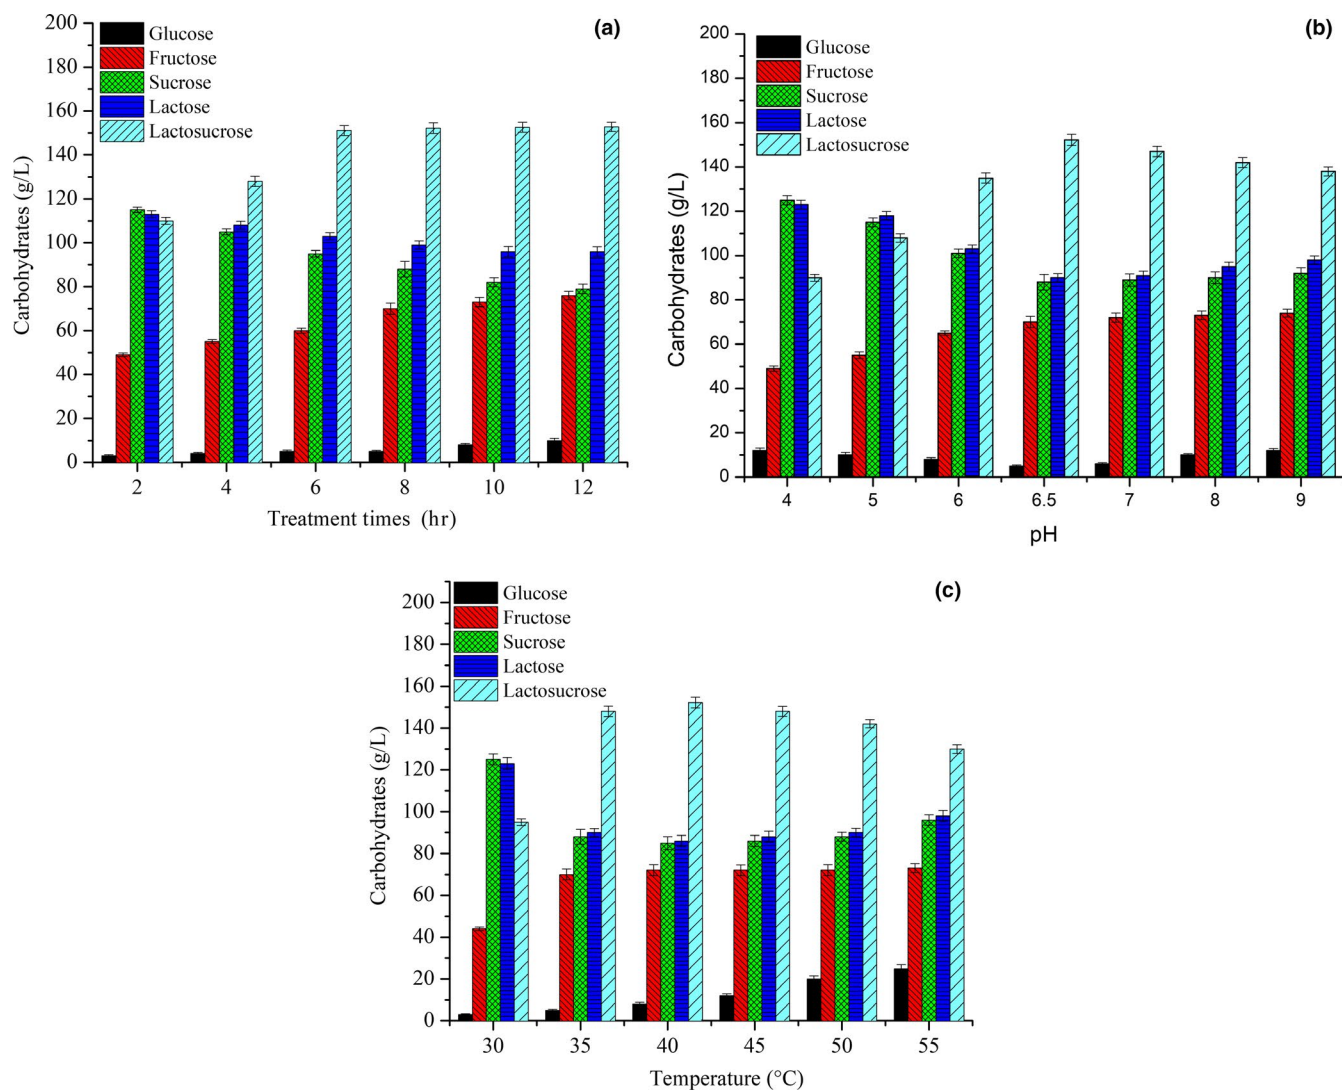 (a)
Glucose
Fructose
Sucrose
Lactose
Lactosucrose
200
180
160
140
120
100
80
60
40
20
0
Carbohydrates (g/L)
2 4 6 8 10 12
Treatment times (hr)
(b)
Glucose
Fructose
Sucrose
Lactose
Lactosucrose
200
180
160
140
120
100
80
60
40
20
0
Carbohydrates (g/L)
4 5 6 6.5 7 8 9
pH
(c)
Glucose
Fructose
Sucrose
Lactose
Lactosucrose
200
180
160
140
120
100
80
60
40
20
0
Carbohydrates (g/L)
30 35 40 45 50 55
Temperature (°C)